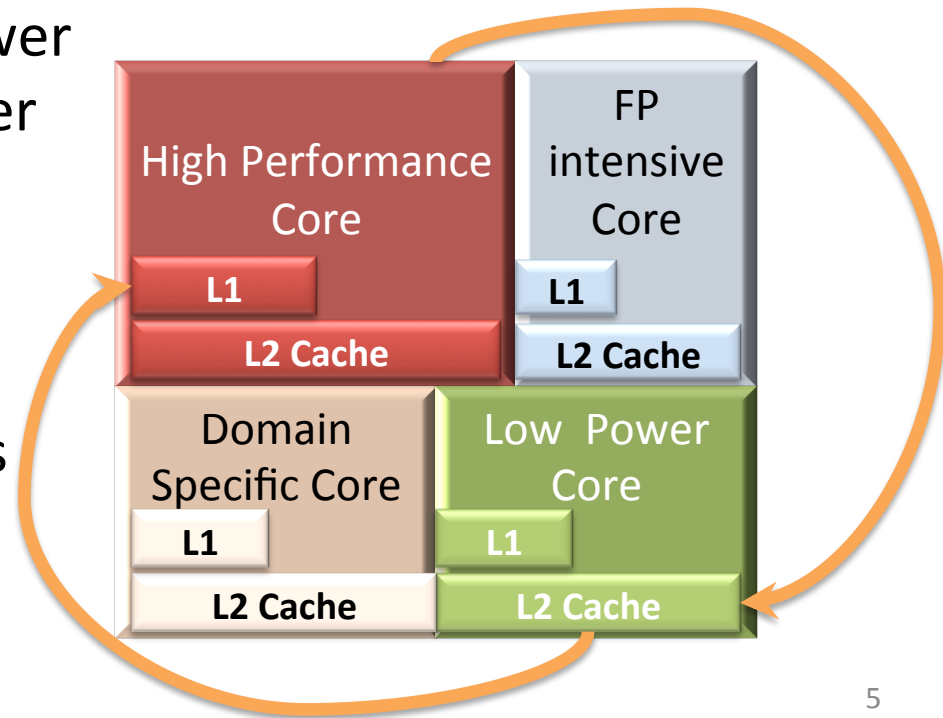 High Performance
Core
L1
L2 Cache
FP
intensive
Core
L1
L2 Cache
Domain
Specific Core
L1
L2 Cache
Low Power
Core
L1
L2 Cache
5